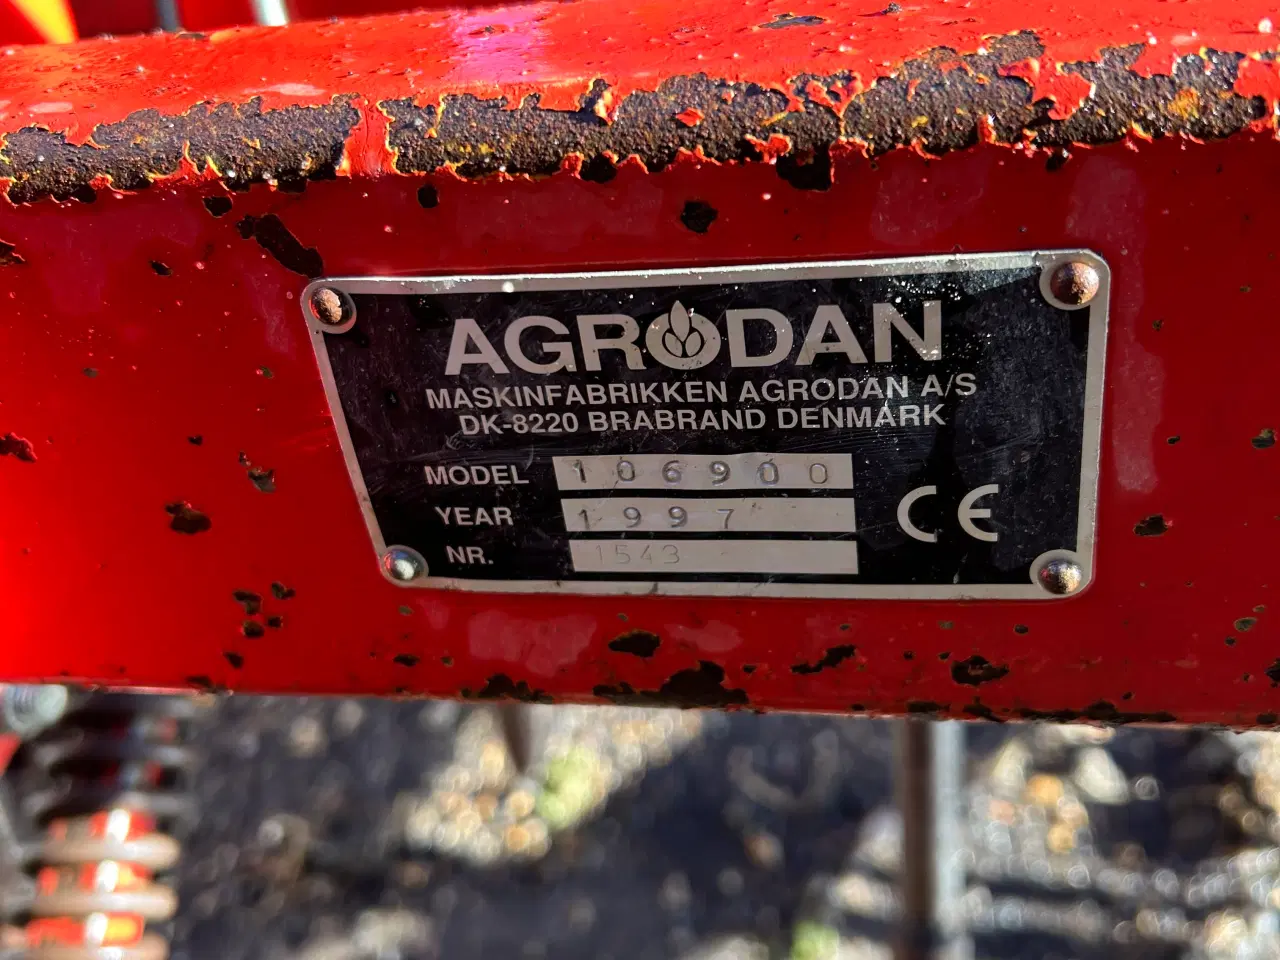 AGRODAN
MASKINFABRIKKEN AGRODAN A/S
DK-8220 BRABRAND DENMARK
MODEL 106900
YEAR 1997
NR. 1543
CE